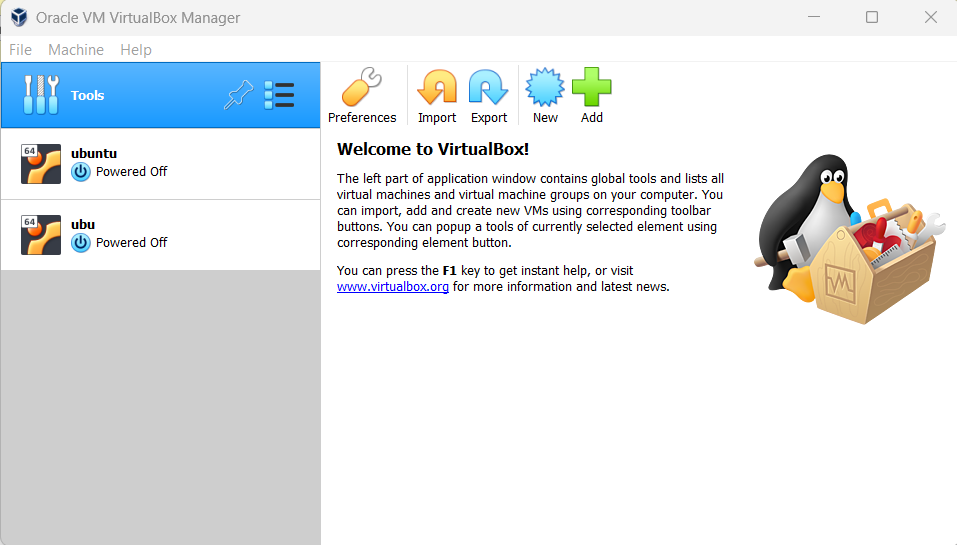 Oracle VM VirtualBox Manager
File Machine Help
Tools
64
ubuntu
Powered Off
64
ubu
Powered Off
Preferences Import Export New Add
Welcome to VirtualBox!
The left part of application window contains global tools and lists all
virtual machines and virtual machine groups on your computer. You
can import, add and create new VMs using corresponding toolbar
buttons. You can popup a tools of currently selected element using
corresponding element button.
You can press the F1 key to get instant help, or visit
www.virtualbox.org for more information and latest news.